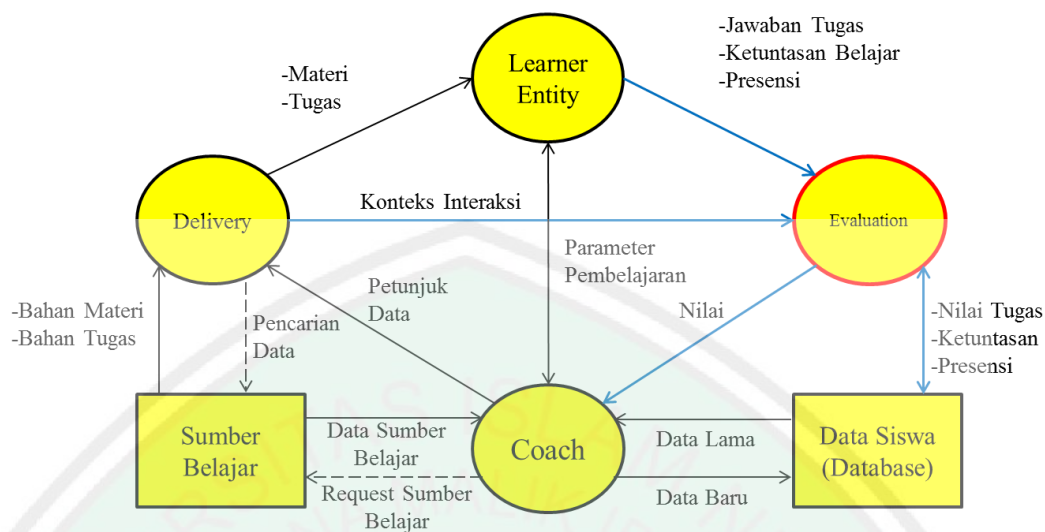 -Jawaban Tugas
-Ketuntasan Belajar
-Presensi
Learner
Entity
-Materi
-Tugas
Konteks Interaksi
Delivery
Evaluation
Parameter
Pembelajaran
Petunjuk
Data
Nilai
-Bahan Materi
-Bahan Tugas
Pencarian
Data
-Nilai Tugas
-Ketuntasan
-Presensi
Sumber
Belajar
Data Sumber
Belajar
Request Sumber
Belajar
Coach
Data Lama
Data Baru
Data Siswa
(Database)